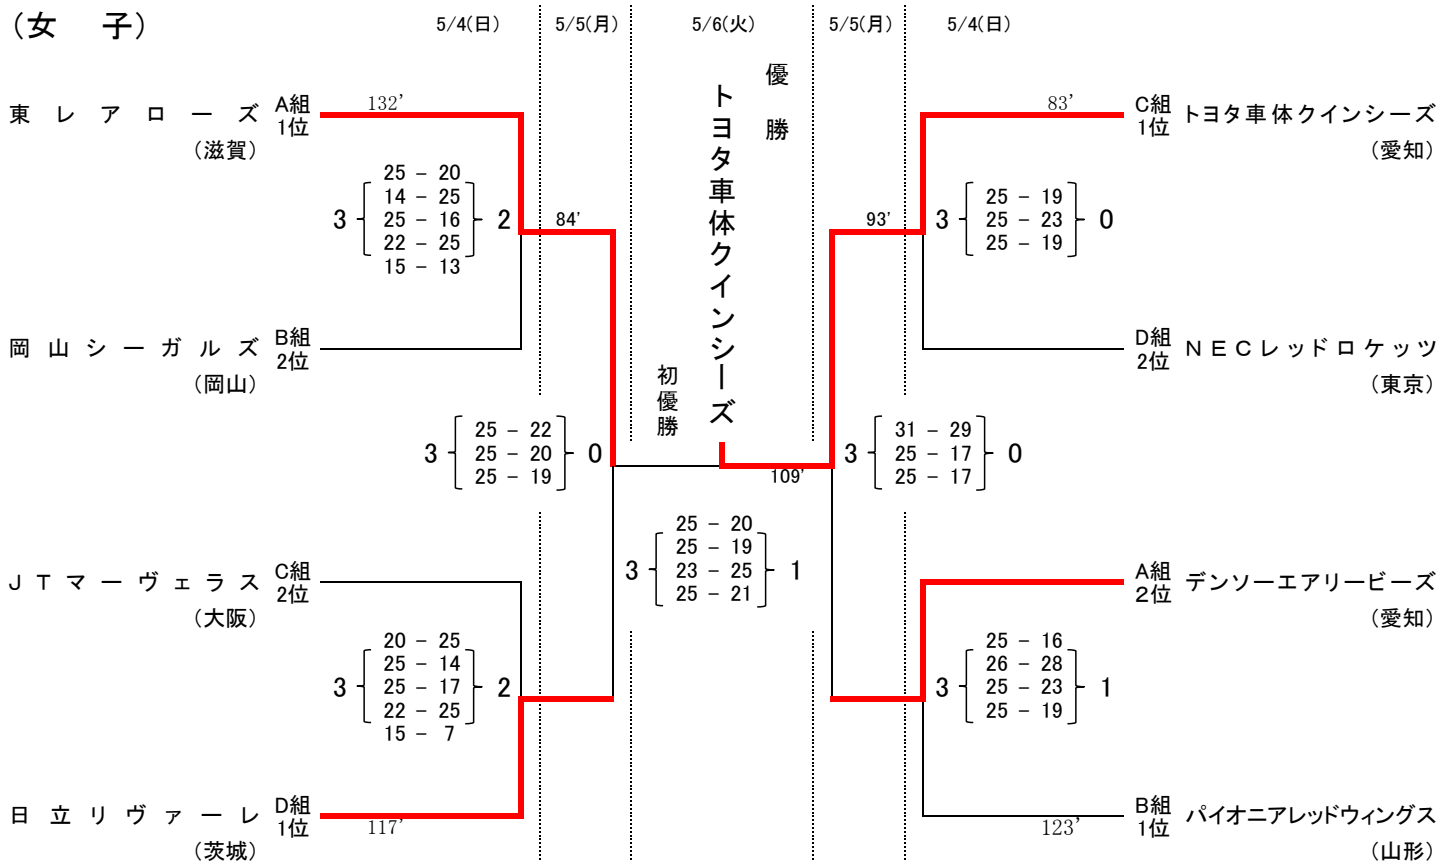 （女　子）
5/4(日)　5/5(月)　5/6(火)　5/5(月)　5/4(日)
東レアローズ
A組
1位
（滋賀）
132’
25 － 20
14 － 25
3　25 － 16　2
22 － 25
15 － 13
84’
岡山シーガルズ
B組
2位
（岡山）
3　25 － 22　0
25 － 20
25 － 19
JTマーヴェラス
C組
2位
（大阪）
20 － 25
25 － 14
3　25 － 17　2
22 － 25
15 － 7
日立リヴァーレ
D組
1位
（茨城）
117’
優勝
トヨタ車体クインシーズ
初優勝
109’
25 － 20
25 － 19
3　23 － 25　1
25 － 21
83’
C組
1位
トヨタ車体クインシーズ
（愛知）
93’
25 － 19
3　25 － 23　0
25 － 19
D組
2位
NECレッドロケッツ
（東京）
31 － 29
3　25 － 17　0
25 － 17
A組
2位
デンソーエアリービーズ
（愛知）
25 － 16
26 － 28
3　25 － 23　1
25 － 19
123’
B組
1位
パイオニアレッドウィングス
（山形）